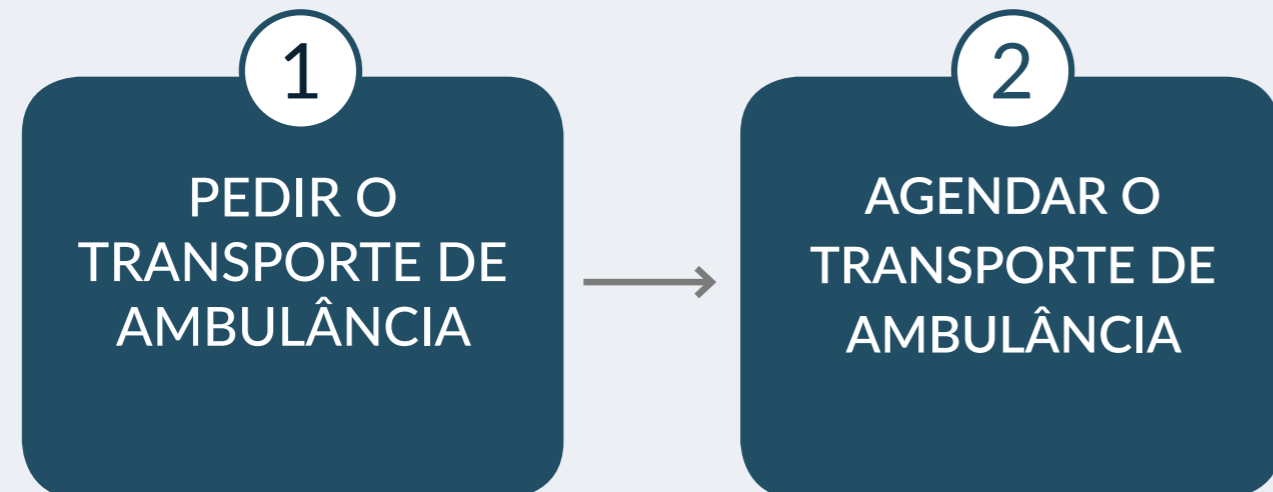 1
PEDIR O
TRANSPORTE DE
AMBULÂNCIA
2
AGENDAR O
TRANSPORTE DE
AMBULÂNCIA